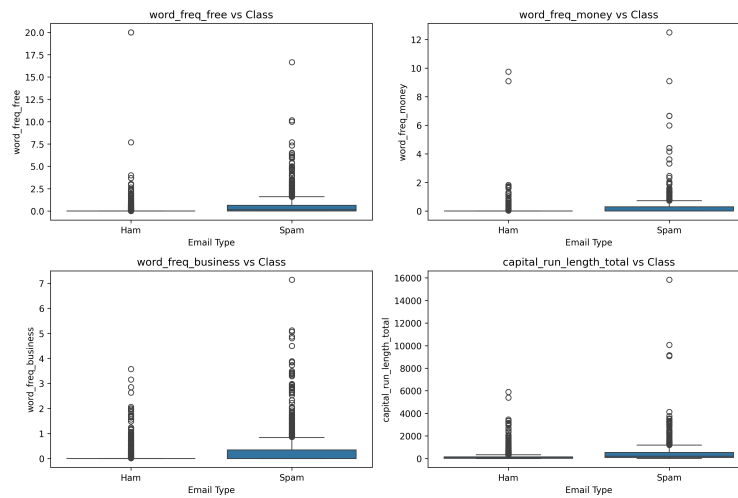 word_freq_free vs Class
word_freq_free
20.0
17.5
15.0
12.5
10.0
7.5
5.0
2.5
0.0
Ham
Spam
Email Type
word_freq_money vs Class
word_freq_money
12
10
8
6
4
2
0
Ham
Spam
Email Type
word_freq_business vs Class
word_freq_business
7
6
5
4
3
2
1
0
Ham
Spam
Email Type
capital_run_length_total vs Class
capital_run_length_total
16000
14000
12000
10000
8000
6000
4000
2000
0
Ham
Spam
Email Type